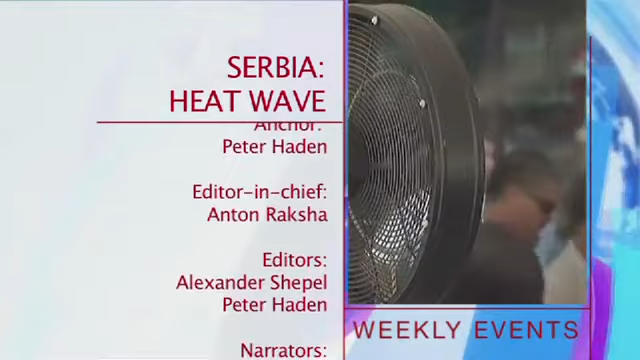 SERBIA:
HEAT WAVE
Anchor:
Peter Haden
Editor-in-chief:
Anton Raksha
Editors:
Alexander Shepel
Peter Haden
Narrators:
WEEKLY EVENTS